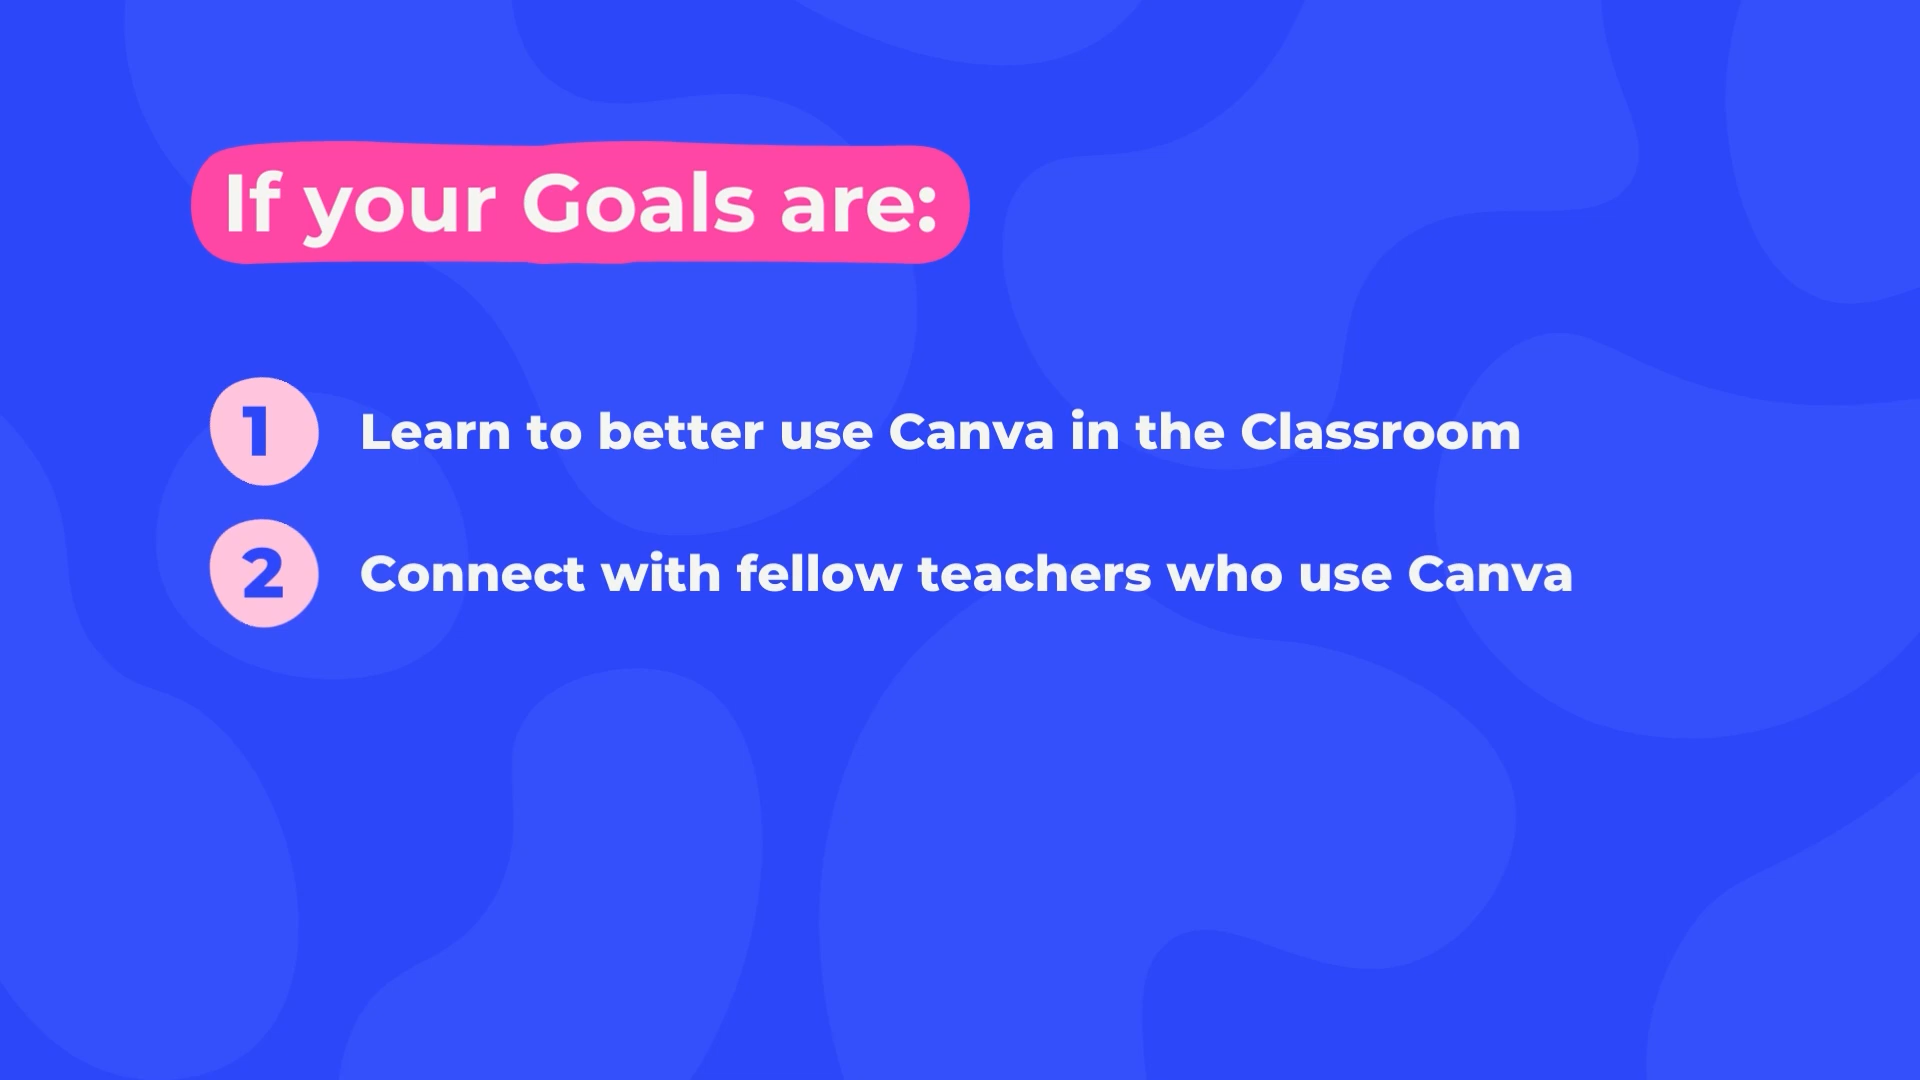 If your Goals are:
1 Learn to better use Canva in the Classroom
2 Connect with fellow teachers who use Canva